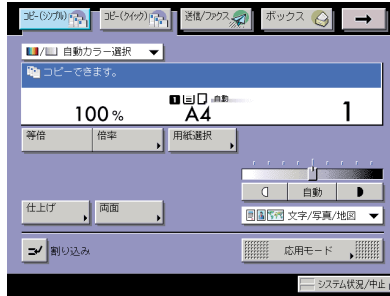 コピー(シンプル)
コピー(クイック)
送信/ファクス
ボックス
自動カラー選択
コピーできます。
100%
1
自動
A4
1
等倍
倍率
用紙選択
自動
仕上げ
両面
文字/写真/地図
割り込み
応用モード
システム状況/中止